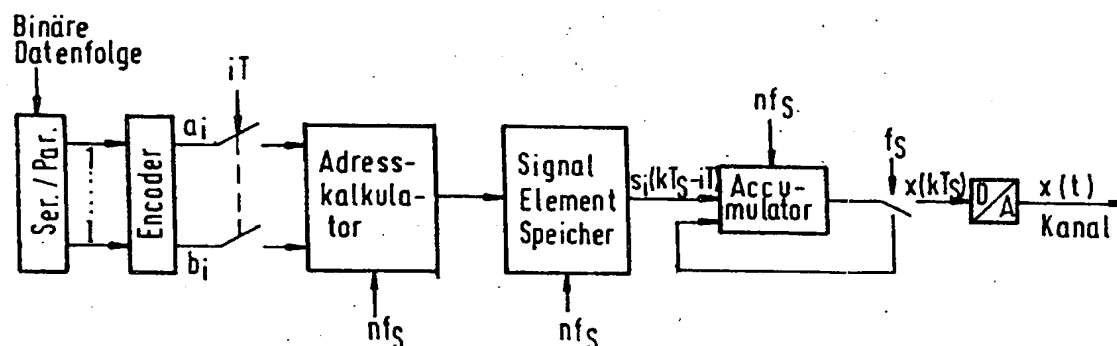 Binäre
Datenfolge
iT
Ser./Par.
Encoder
a_i
b_i
Adress-
kalkula-
tor
nf_S
Signal
Element
Speicher
nf_S
s_i(kT_S-iT)
nf_S
Accu-
mulator
f_S
x(kT_S)
D/A
x(t)
Kanal